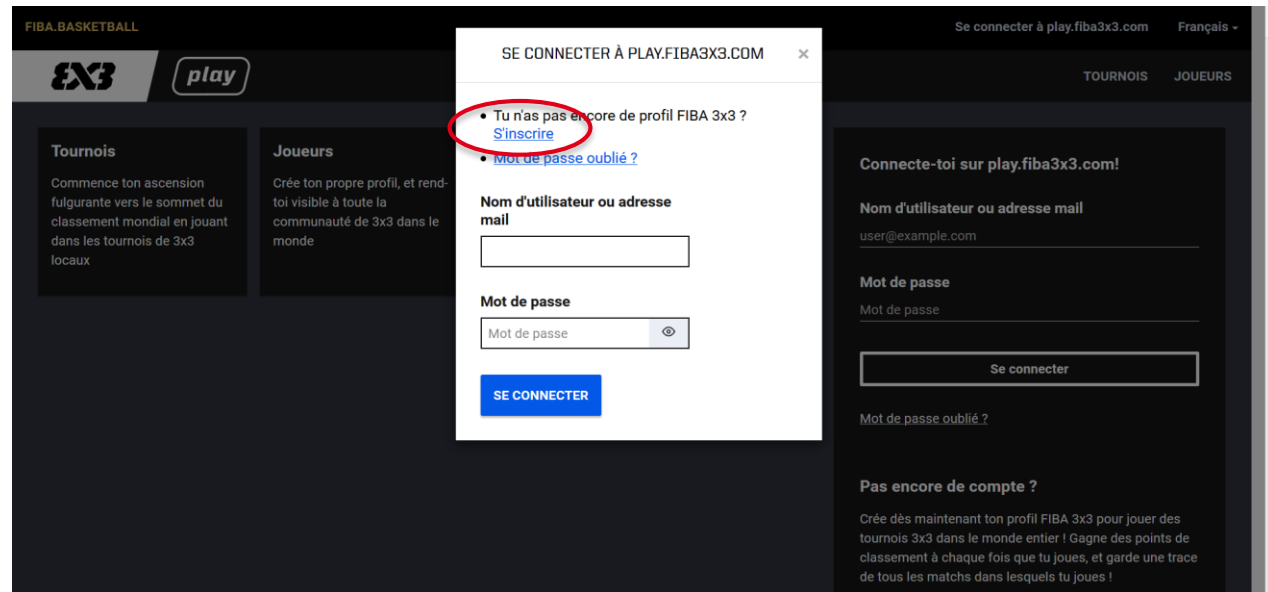 FIBA.BASKETBALL
Se connecter à play.fiba3x3.com
Français
3X3
play
TOURNOIS
JOUEURS
Tournois
Commence ton ascension
fulgurante vers le sommet du
classement mondial en jouant
dans les tournois de 3x3
locaux
Joueurs
Crée ton propre profil, et rend-
toi visible à toute la
communauté de 3x3 dans le
monde
SE CONNECTER À PLAY.FIBA3X3.COM
×
• Tu n'as pas encore de profil FIBA 3x3 ?
S'inscrire
• Mot de passe oublié ?
Nom d'utilisateur ou adresse
mail
Mot de passe
Mot de passe
SE CONNECTER
Connecte-toi sur play.fiba3x3.com!
Nom d'utilisateur ou adresse mail
user@example.com
Mot de passe
Mot de passe
Se connecter
Mot de passe oublié ?
Pas encore de compte ?
Crée dès maintenant ton profil FIBA 3x3 pour jouer des
tournois 3x3 dans le monde entier ! Gagne des points de
classement à chaque fois que tu joues, et garde une trace
de tous les matchs dans lesquels tu joues !